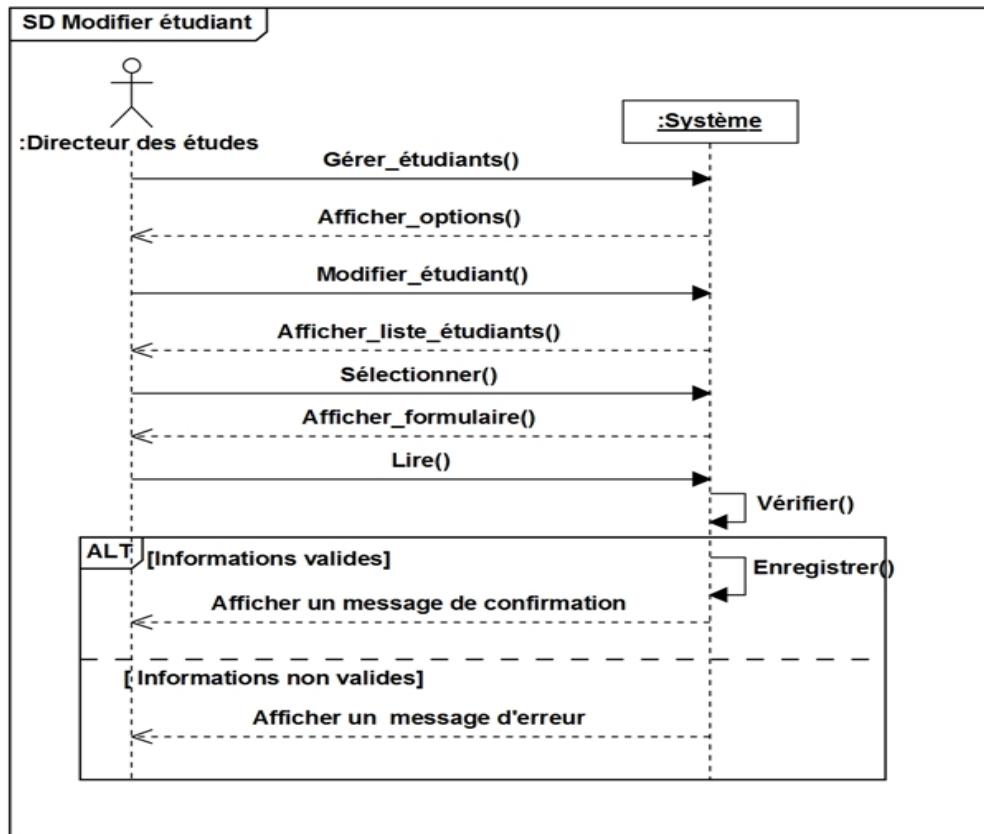 SD Modifier étudiant
:Directeur des études
:Système
Gérer_étudiants()
Afficher_options()
Modifier_étudiant()
Afficher_liste_étudiants()
Sélectionner()
Afficher_formulaire()
Lire()
Vérifier()
ALT
[Informations valides]
Enregistrer()
Afficher un message de confirmation
[ Informations non valides]
Afficher un message d'erreur